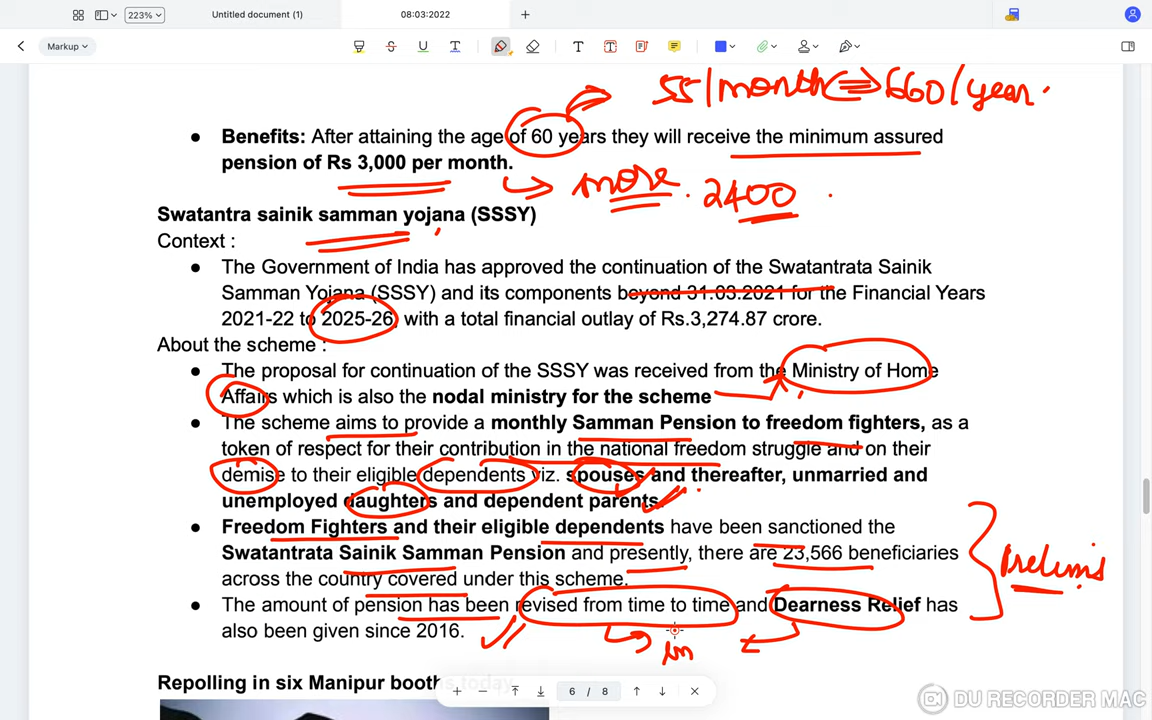 223%
Untitled document (1)
08:03:2022
Markup
55/month ⇔ 660/year.
● Benefits: After attaining the age of 60 years they will receive the minimum assured
pension of Rs 3,000 per month.
more. 2400
Swatantra sainik samman yojana (SSSY)
Context :
● The Government of India has approved the continuation of the Swatantrata Sainik
Samman Yojana (SSSY) and its components beyond 31.03.2021 for the Financial Years
2021-22 to 2025-26, with a total financial outlay of Rs.3,274.87 crore.
About the scheme :
● The proposal for continuation of the SSSY was received from the Ministry of Home
Affairs which is also the nodal ministry for the scheme
● The scheme aims to provide a monthly Samman Pension to freedom fighters, as a
token of respect for their contribution in the national freedom struggle and on their
demise to their eligible dependents viz. spouses and thereafter, unmarried and
unemployed daughters and dependent parents.
● Freedom Fighters and their eligible dependents have been sanctioned the
Swatantrata Sainik Samman Pension and presently, there are 23,566 beneficiaries
across the country covered under this scheme.
Prelims
● The amount of pension has been revised from time to time and Dearness Relief has
also been given since 2016.
in
Repolling in six Manipur booths today
6 / 8
DU RECORDER MAC